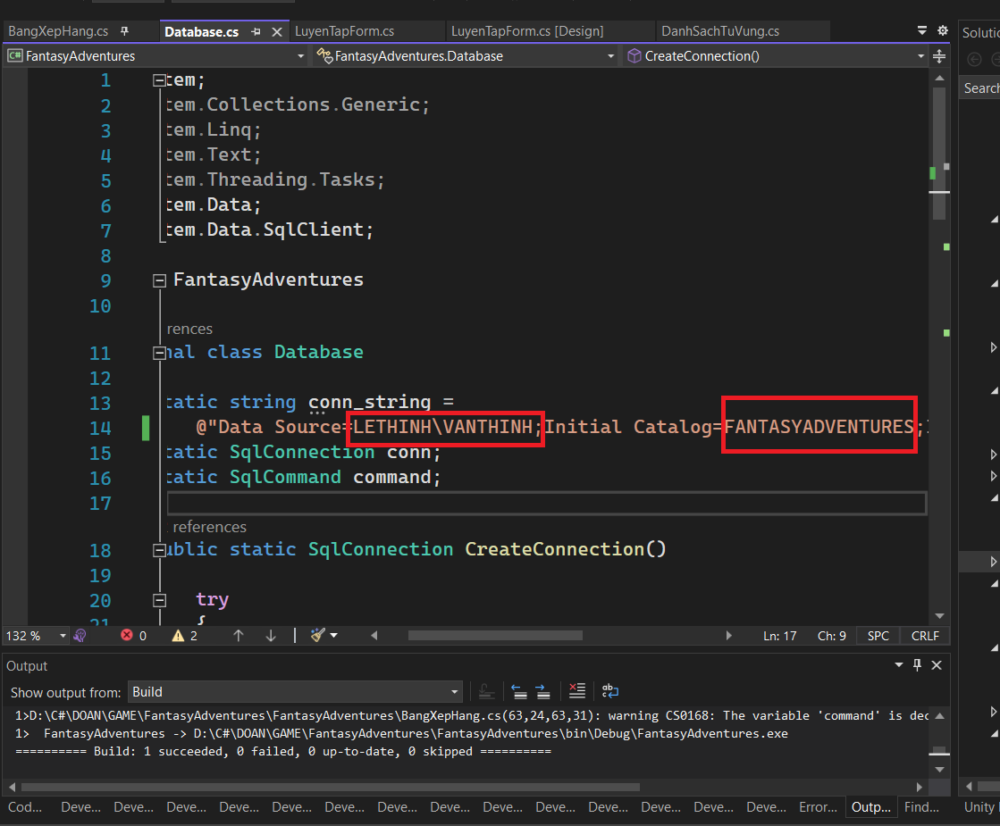 BangXepHang.cs
Database.cs
LuyenTapForm.cs
LuyenTapForm.cs [Design]
DanhSachTuVung.cs
Solutio
C# FantasyAdventures
FantasyAdventures.Database
CreateConnection()
Search
1 tem;
2 tem.Collections.Generic;
3 tem.Linq;
4 tem.Text;
5 tem.Threading.Tasks;
6 tem.Data;
7 tem.Data.SqlClient;
8
9 FantasyAdventures
10
rences
11 nal class Database
12
13 tatic string conn_string =
14 @"Data Source=LETHINH\VANTHINH;Initial Catalog=FANTASYADVENTURES;
15 tatic SqlConnection conn;
16 tatic SqlCommand command;
17
references
18 ublic static SqlConnection CreateConnection()
19
20 try
21 {
132 %
0
2
Ln: 17
Ch: 9
SPC
CRLF
Output
Show output from:
Build
1>D:\C#\DOAN\GAME\FantasyAdventures\FantasyAdventures\BangXepHang.cs(63,24,63,31): warning CS0168: The variable 'command' is dec
1>  FantasyAdventures -> D:\C#\DOAN\GAME\FantasyAdventures\FantasyAdventures\bin\Debug\FantasyAdventures.exe
========== Build: 1 succeeded, 0 failed, 0 up-to-date, 0 skipped ==========
Cod... Deve... Deve... Deve... Deve... Deve... Deve... Deve... Deve... Deve... Deve... Deve... Deve... Deve... Deve... Error... Outp... Find... Unity